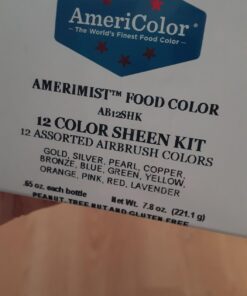 AmeriColor®
The World's Finest Food Color
AMERIMIST™ FOOD COLOR
AB12SHK
12 COLOR SHEEN KIT
12 ASSORTED AIRBRUSH COLORS
GOLD, SILVER, PEARL, COPPER,
BRONZE, BLUE, GREEN, YELLOW,
ORANGE, PINK, RED, LAVENDER
.65 oz. each bottle Net Wt. 7.8 oz. (221.1 g)
PEANUT, TREE NUT AND GLUTEN FREE